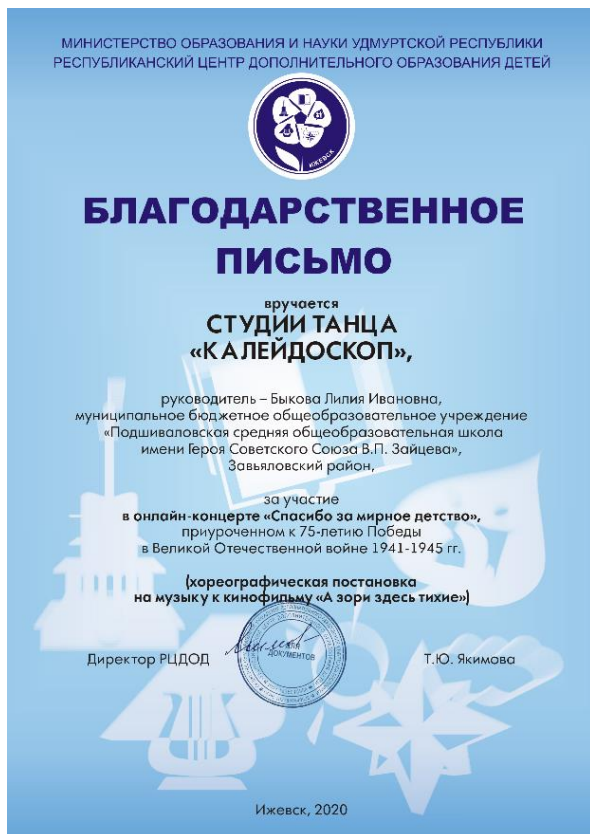 МИНИСТЕРСТВО ОБРАЗОВАНИЯ И НАУКИ УДМУРТСКОЙ РЕСПУБЛИКИ
РЕСПУБЛИКАНСКИЙ ЦЕНТР ДОПОЛНИТЕЛЬНОГО ОБРАЗОВАНИЯ ДЕТЕЙ
ИЖЕВСК
БЛАГОДАРСТВЕННОЕ
ПИСЬМО
вручается
СТУДИИ ТАНЦА
«КАЛЕЙДОСКОП»,
руководитель – Быкова Лилия Ивановна,
муниципальное бюджетное общеобразовательное учреждение
«Подшиваловская средняя общеобразовательная школа
имени Героя Советского Союза В.П. Зайцева»,
Завьяловский район,
за участие
в онлайн-концерте «Спасибо за мирное детство»,
приуроченном к 75-летию Победы
в Великой Отечественной войне 1941-1945 гг.
(хореографическая постановка
на музыку к кинофильму «А зори здесь тихие»)
ДЛЯ
ДОКУМЕНТОВ
Директор РЦДОД Т.Ю. Якимова
Ижевск, 2020